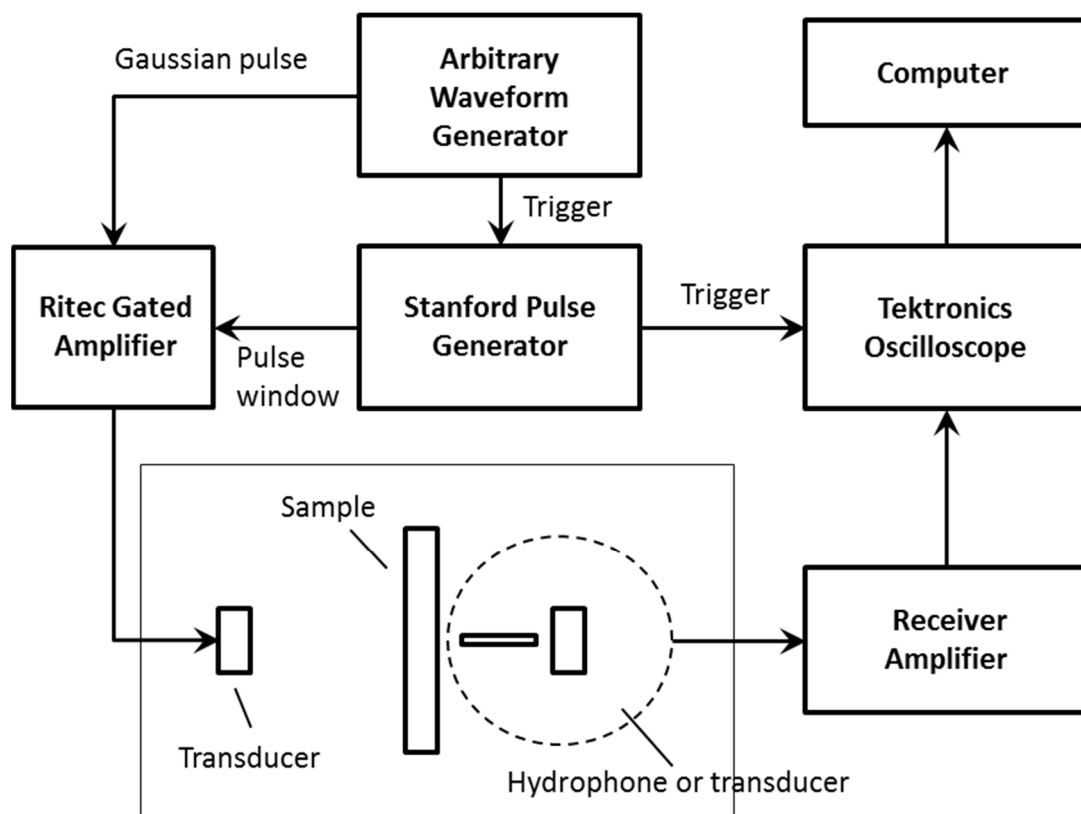 Gaussian pulse
Arbitrary
Waveform
Generator
Computer
Trigger
Ritec Gated
Amplifier
Pulse
window
Stanford Pulse
Generator
Trigger
Tektronics
Oscilloscope
Sample
Transducer
Hydrophone or transducer
Receiver
Amplifier